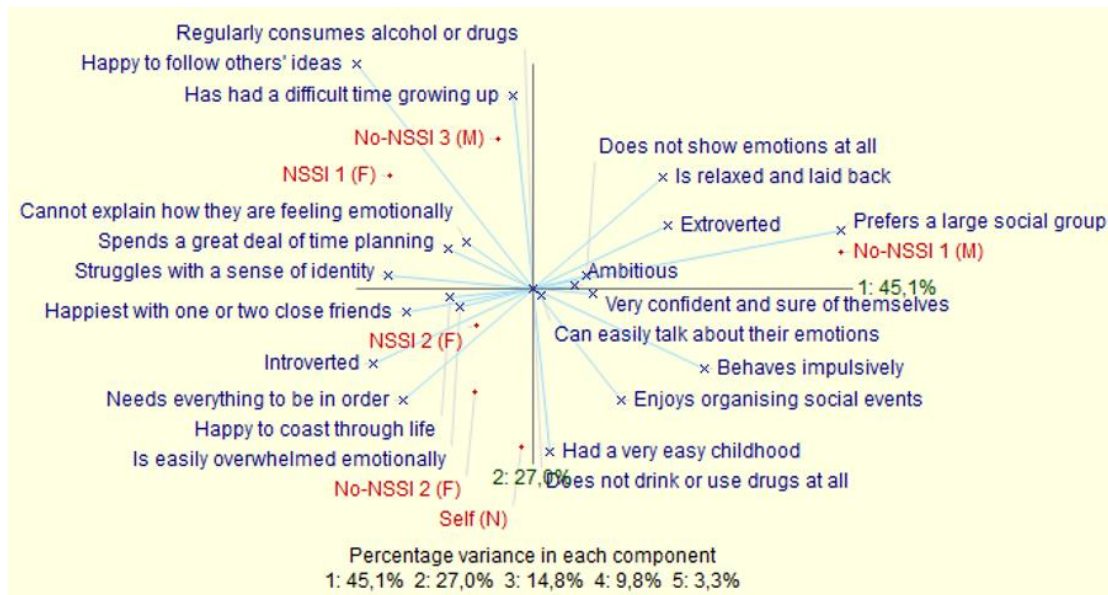 Regularly consumes alcohol or drugs
Happy to follow others' ideas
Has had a difficult time growing up
No-NSSI 3 (M)
Does not show emotions at all
NSSI 1 (F)
Is relaxed and laid back
Cannot explain how they are feeling emotionally
Extroverted
Prefers a large social group
Spends a great deal of time planning
No-NSSI 1 (M)
Struggles with a sense of identity
Ambitious
1: 45,1%
Happiest with one or two close friends
Very confident and sure of themselves
NSSI 2 (F)
Can easily talk about their emotions
Introverted
Behaves impulsively
Needs everything to be in order
Enjoys organising social events
Happy to coast through life
Had a very easy childhood
Is easily overwhelmed emotionally
2: 27,0%
Does not drink or use drugs at all
No-NSSI 2 (F)
Self (N)
Percentage variance in each component
1: 45,1% 2: 27,0% 3: 14,8% 4: 9,8% 5: 3,3%